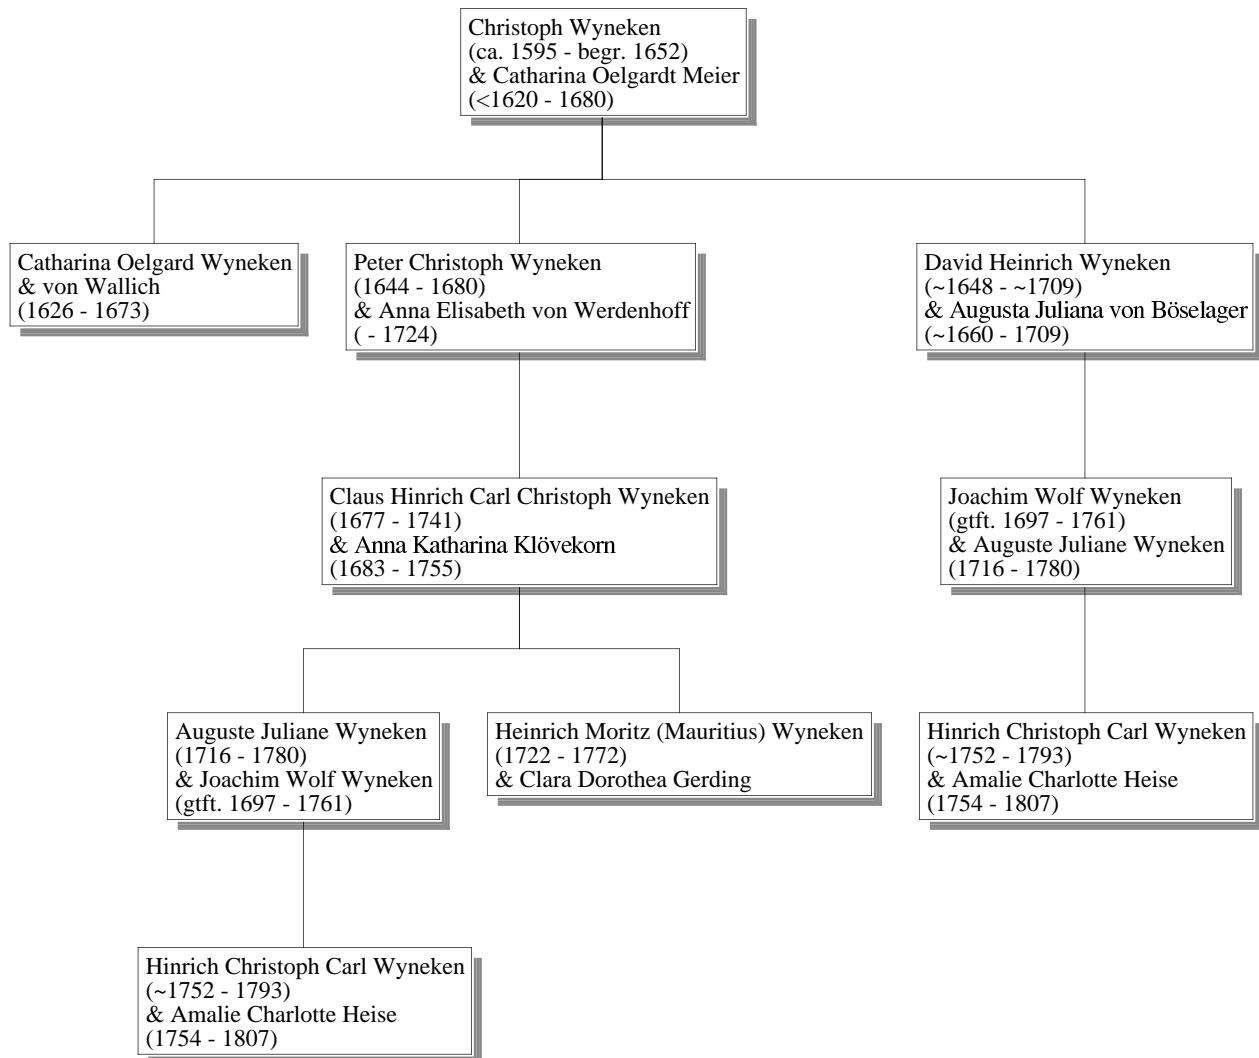 Christoph Wyneken
(ca. 1595 - begr. 1652)
& Catharina Oelgardt Meier
(<1620 - 1680)
Catharina Oelgard Wyneken
& von Wallich
(1626 - 1673)
Peter Christoph Wyneken
(1644 - 1680)
& Anna Elisabeth von Werdenhoff
( - 1724)
David Heinrich Wyneken
(~1648 - ~1709)
& Augusta Juliana von Böselager
(~1660 - 1709)
Claus Hinrich Carl Christoph Wyneken
(1677 - 1741)
& Anna Katharina Klövekorn
(1683 - 1755)
Joachim Wolf Wyneken
(gtft. 1697 - 1761)
& Auguste Juliane Wyneken
(1716 - 1780)
Auguste Juliane Wyneken
(1716 - 1780)
& Joachim Wolf Wyneken
(gtft. 1697 - 1761)
Heinrich Moritz (Mauritius) Wyneken
(1722 - 1772)
& Clara Dorothea Gerding
Hinrich Christoph Carl Wyneken
(~1752 - 1793)
& Amalie Charlotte Heise
(1754 - 1807)
Hinrich Christoph Carl Wyneken
(~1752 - 1793)
& Amalie Charlotte Heise
(1754 - 1807)